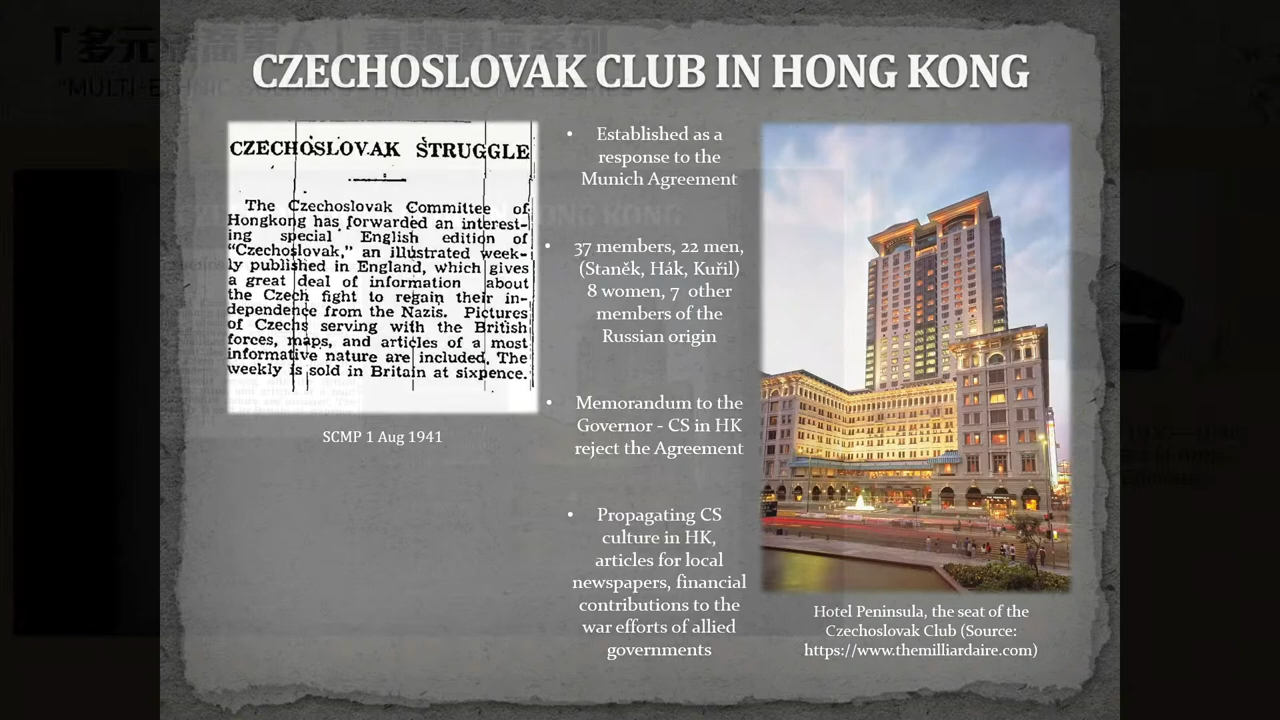 CZECHOSLOVAK CLUB IN HONG KONG
CZECHOSLOVAK STRUGGLE
The Czechoslovak Committee of
Hongkong has forwarded an interest-
ing special English edition of
"Czechoslovak," an illustrated week-
ly published in England, which gives
a great deal of information about
the Czech fight to regain their in-
dependence from the Nazis. Pictures
of Czechs serving with the British
forces, maps, and articles of a most
informative nature are included. The
weekly is sold in Britain at sixpence.
SCMP 1 Aug 1941
• Established as a
response to the
Munich Agreement
• 37 members, 22 men,
(Staněk, Hák, Kuřil)
8 women, 7 other
members of the
Russian origin
• Memorandum to the
Governor - CS in HK
reject the Agreement
• Propagating CS
culture in HK,
articles for local
newspapers, financial
contributions to the
war efforts of allied
governments
Hotel Peninsula, the seat of the
Czechoslovak Club (Source:
https://www.themilliardaire.com)